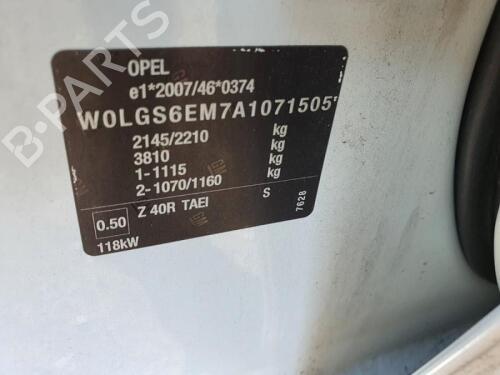 OPEL
e1*2007/46*0374
W0LGS6EM7A1071505*
2145/2210 kg
3810 kg
1-1115 kg
2-1070/1160 kg
0.50 Z 40R TAEI S
118kW
7628
B-PARTS
GM